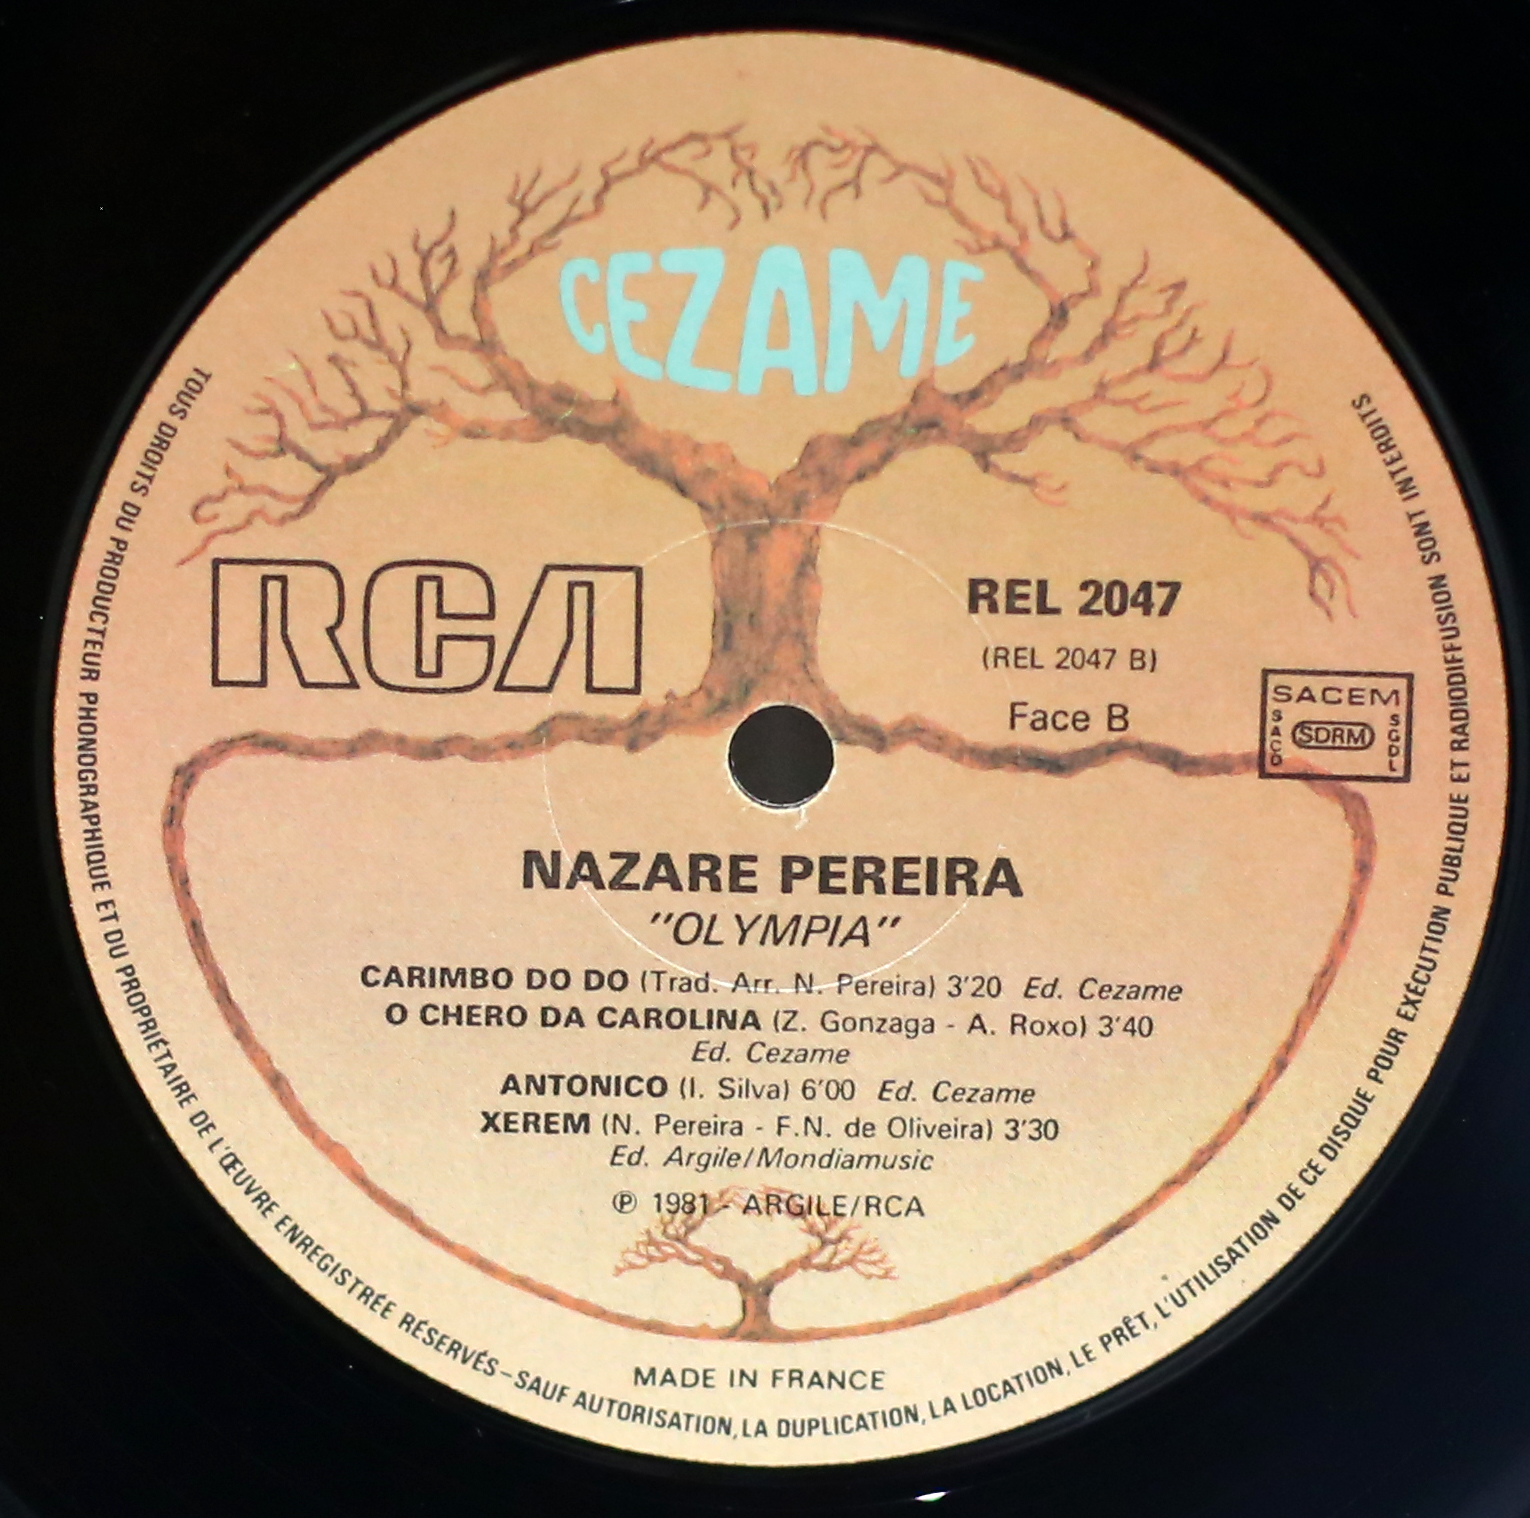 CEZAME
RCA
REL 2047
(REL 2047 B)
Face B
SACEM
SACD
SDRM
SGDL
NAZARE PEREIRA
"OLYMPIA"
CARIMBO DO DO (Trad. Arr. N. Pereira) 3'20 Ed. Cezame
O CHERO DA CAROLINA (Z. Gonzaga - A. Roxo) 3'40
Ed. Cezame
ANTONICO (I. Silva) 6'00 Ed. Cezame
XEREM (N. Pereira - F.N. de Oliveira) 3'30
Ed. Argile/Mondiamusic
℗ 1981 - ARGILE/RCA
MADE IN FRANCE
TOUS DROITS DU PRODUCTEUR PHONOGRAPHIQUE ET DU PROPRIÉTAIRE DE L'ŒUVRE ENREGISTRÉE RÉSERVÉS - SAUF AUTORISATION, LA DUPLICATION, LA LOCATION, LE PRÊT, L'UTILISATION DE CE DISQUE POUR EXÉCUTION PUBLIQUE ET RADIODIFFUSION SONT INTERDITS